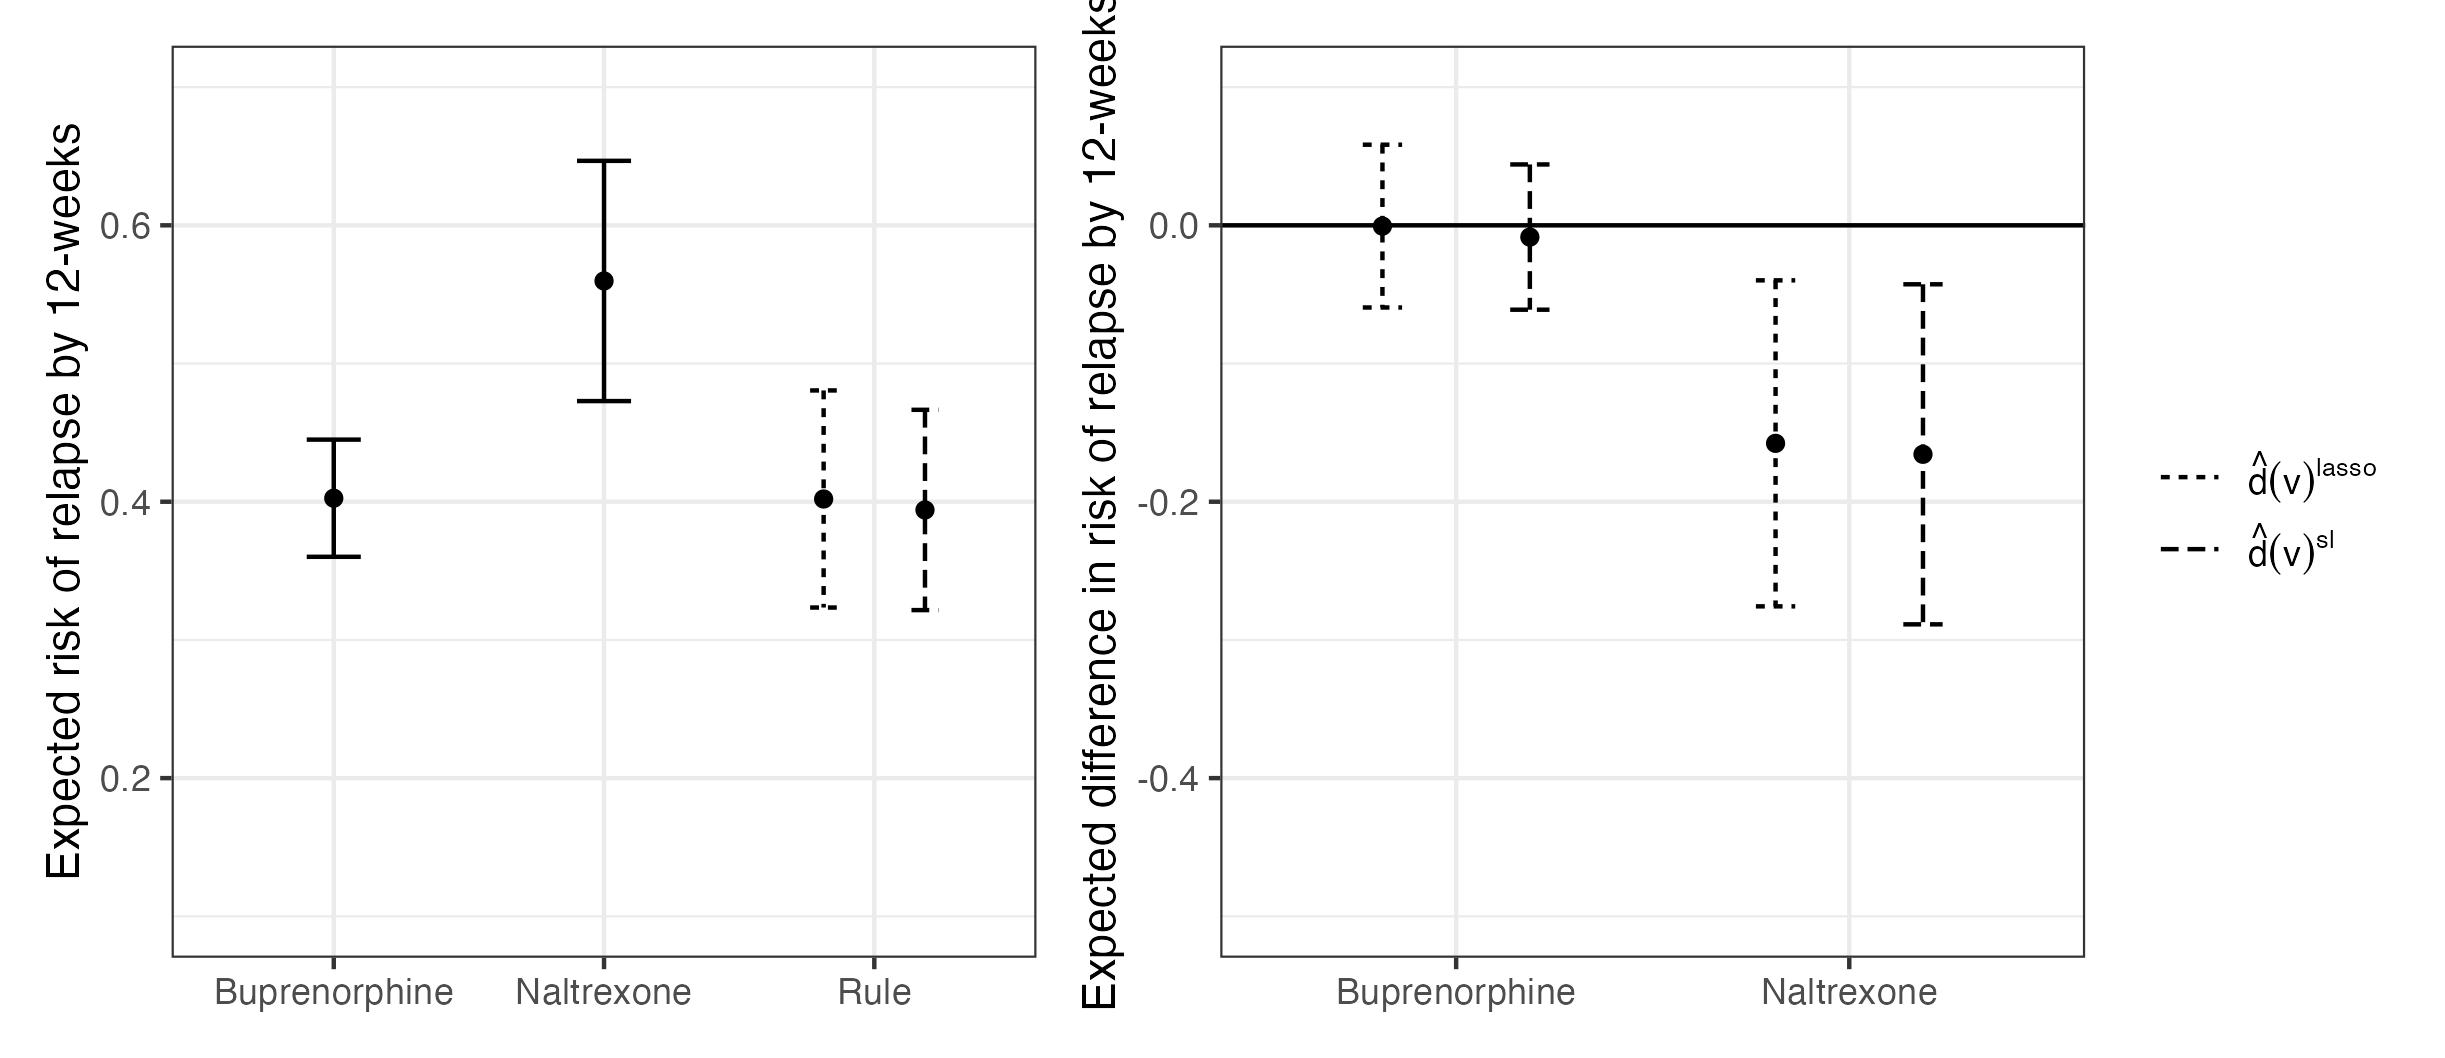 Expected risk of relapse by 12-weeks
0.6
0.4
0.2
Buprenorphine
Naltrexone
Rule
Expected difference in risk of relapse by 12-weeks
0.0
-0.2
-0.4
Buprenorphine
Naltrexone
d̂(v)^lasso
d̂(v)^sl